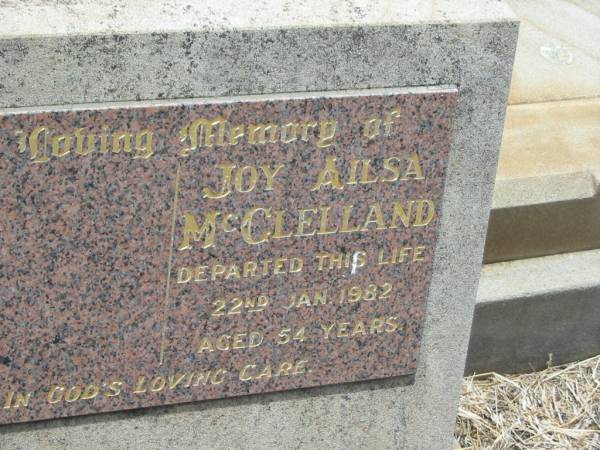 In Loving Memory of
JOY AILSA
McCLELLAND
DEPARTED THIS LIFE
22ND JAN. 1982
AGED 54 YEARS.
IN GOD'S LOVING CARE.